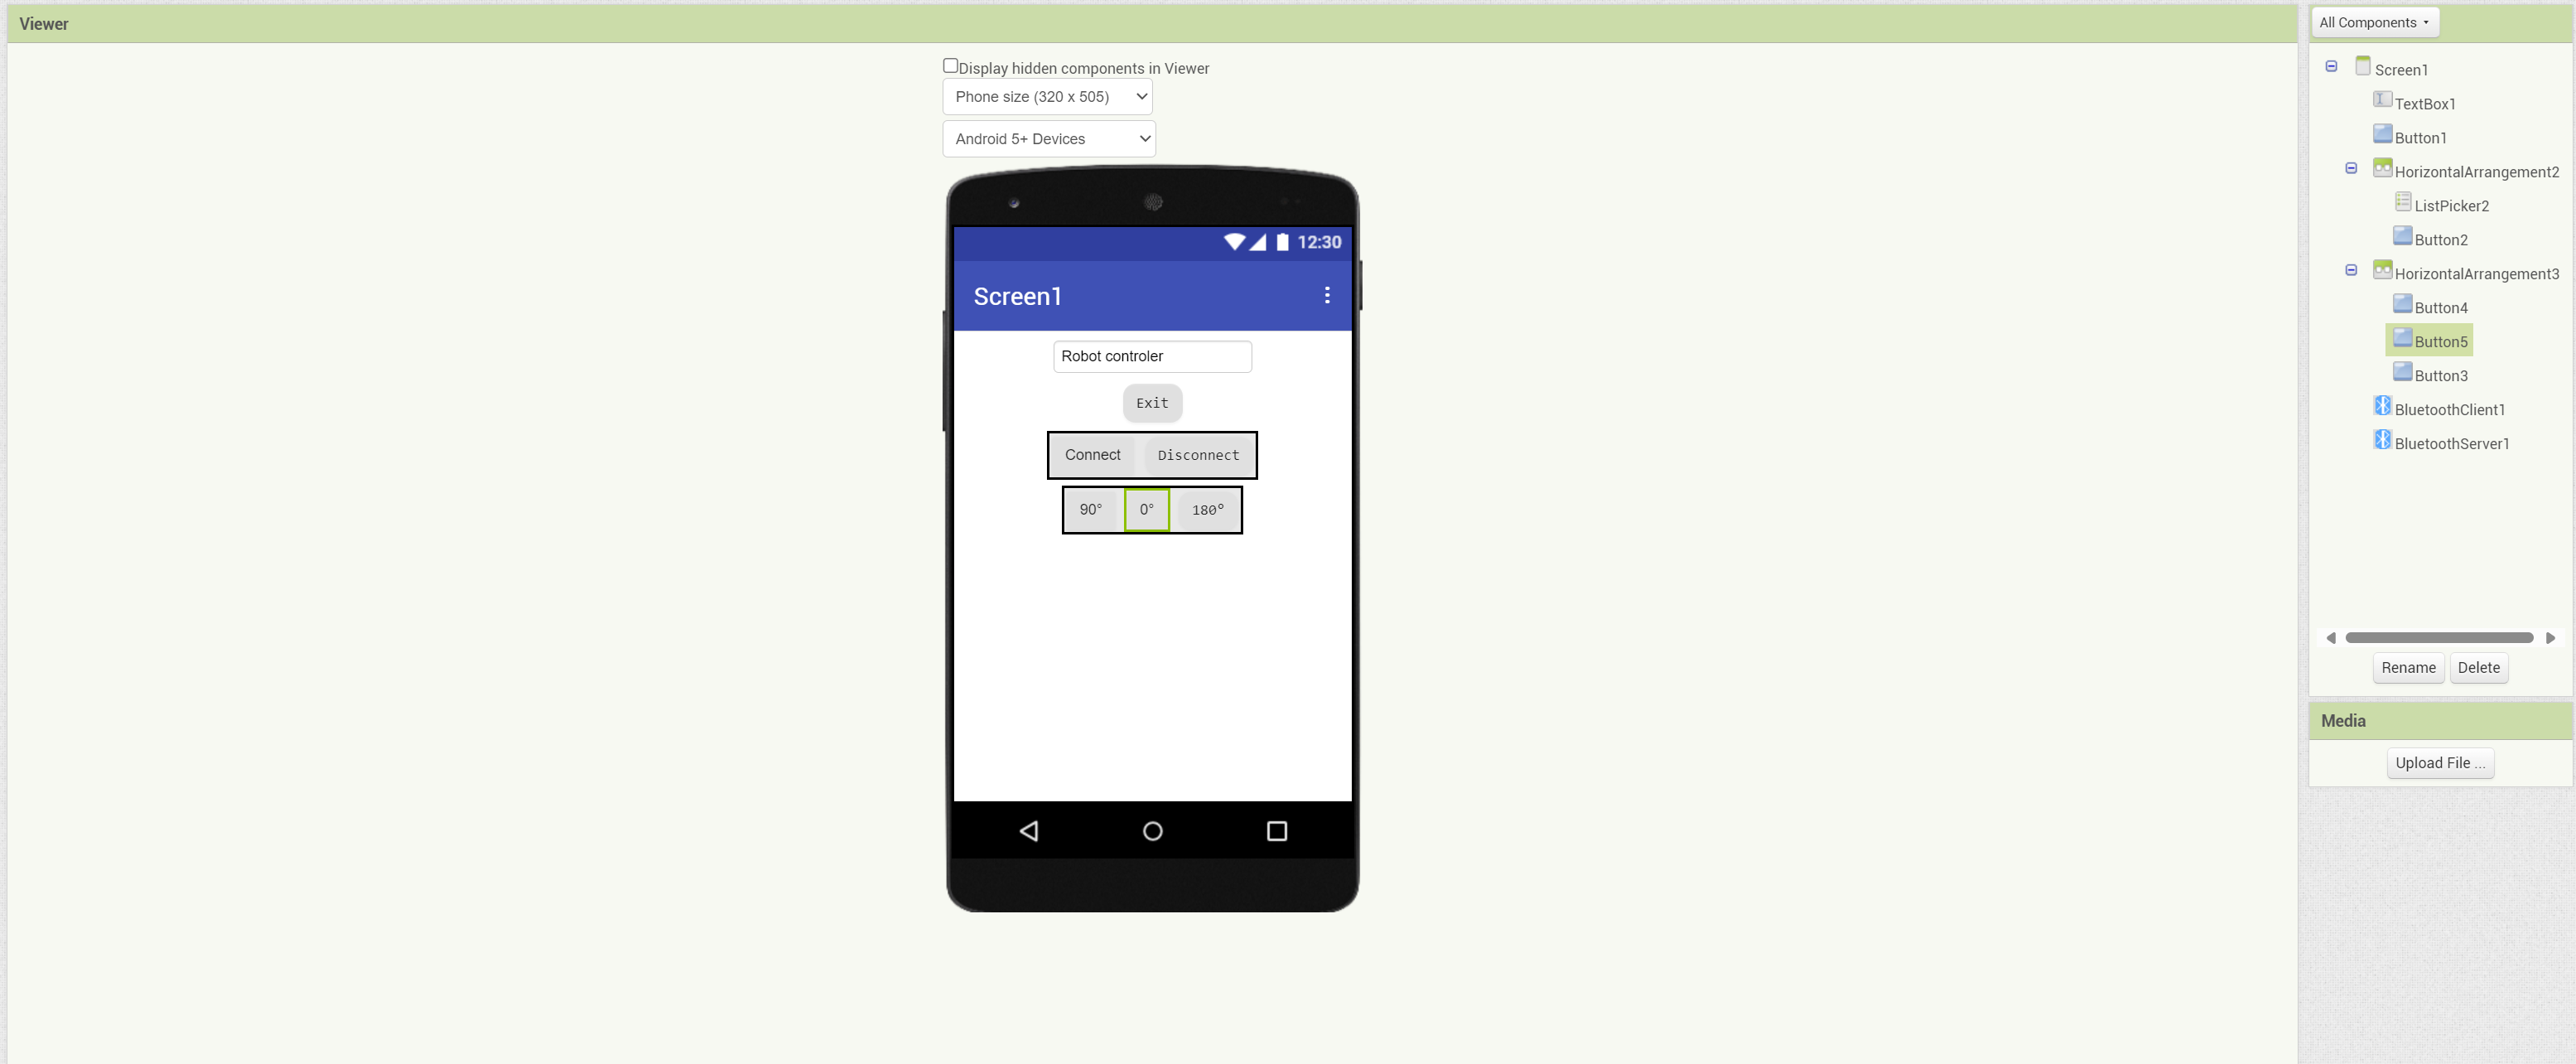 Viewer
Display hidden components in Viewer
Phone size (320 x 505)
Android 5+ Devices
12:30
Screen1
Robot controler
Exit
Connect Disconnect
90° 0° 180°
All Components
Screen1
TextBox1
Button1
HorizontalArrangement2
ListPicker2
Button2
HorizontalArrangement3
Button4
Button5
Button3
BluetoothClient1
BluetoothServer1
Rename Delete
Media
Upload File ...